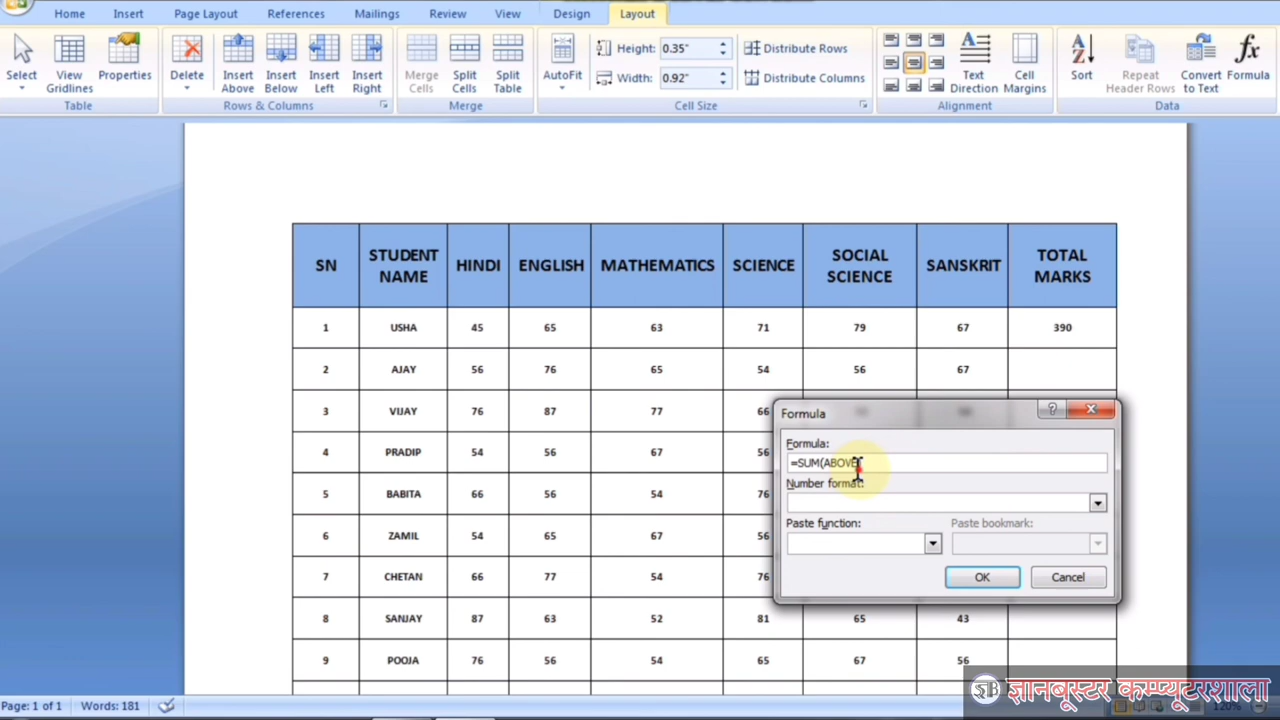 Home Insert Page Layout References Mailings Review View Design Layout
Select View Gridlines Properties
Delete Insert Above Insert Below Insert Left Insert Right
Merge Cells Split Cells Split Table
AutoFit Height: 0.35" Distribute Rows
Width: 0.92" Distribute Columns
Text Direction Cell Margins
Sort Repeat Header Rows Convert to Text Formula
Table Rows & Columns Merge Cell Size Alignment Data
SN STUDENT NAME HINDI ENGLISH MATHEMATICS SCIENCE SOCIAL SCIENCE SANSKRIT TOTAL MARKS
1 USHA 45 65 63 71 79 67 390
2 AJAY 56 76 65 54 56 67
3 VIJAY 76 87 77 66
4 PRADIP 54 56 67 56
5 BABITA 66 56 54 76
6 ZAMIL 54 65 67 56
7 CHETAN 66 77 54 76
8 SANJAY 87 63 52 81 65 43
9 POOJA 76 56 54 65 67 56
Formula
Formula:
=SUM(ABOVE
Number format:
Paste function: Paste bookmark:
OK Cancel
ज्ञानबूस्टर कम्प्यूटरशाला
Page: 1 of 1 Words: 181 120%